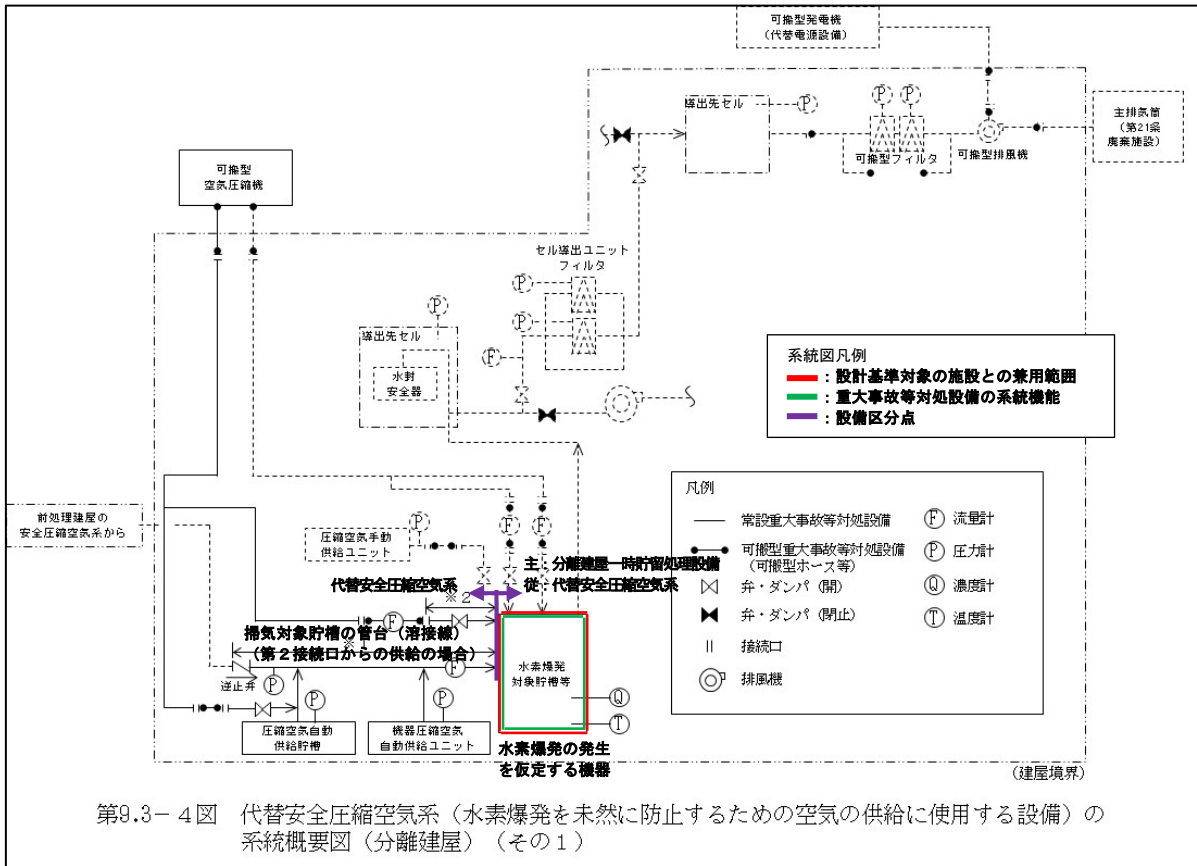 可搬型発電機
(代替電源設備)
導出先セル
P
P
P
主排気筒
(第21条
廃棄施設)
可搬型フィルタ
可搬型排風機
可搬型
空気圧縮機
セル導出ユニット
フィルタ
P
P
P
F
導出先セル
水封
安全器
系統図凡例
:設計基準対象の施設との兼用範囲
:重大事故等対処設備の系統機能
:設備区分点
前処理建屋の
安全圧縮空気系から
圧縮空気手動
供給ユニット
P
F
F
主:分離建屋一時貯留処理設備
従:代替安全圧縮空気系
代替安全圧縮空気系
※2
F
掃気対象貯槽の管台(溶接線)
(第2接続口からの供給の場合)
※
逆止弁
P
F
P
P
圧縮空気自動
供給貯槽
機器圧縮空気
自動供給ユニット
水素爆発
対象貯槽等
Q
T
水素爆発の発生
を仮定する機器
凡例
常設重大事故等対処設備
可搬型重大事故等対処設備
(可搬型ホース等)
弁・ダンパ(開)
弁・ダンパ(閉止)
接続口
排風機
F 流量計
P 圧力計
Q 濃度計
T 温度計
(建屋境界)
第9.3-4図 代替安全圧縮空気系(水素爆発を未然に防止するための空気の供給に使用する設備)の
系統概要図(分離建屋)(その1)